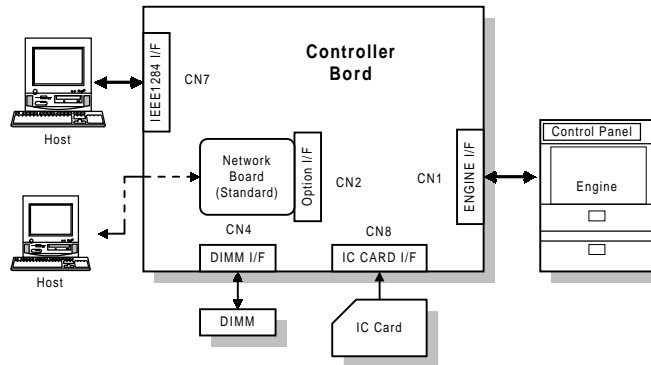 Controller
Bord
IEEE1284 I/F
CN7
Host
Network
Board
(Standard)
Option I/F
CN2
CN1
ENGINE I/F
Control Panel
Engine
Host
CN4
DIMM I/F
CN8
IC CARD I/F
DIMM
IC Card